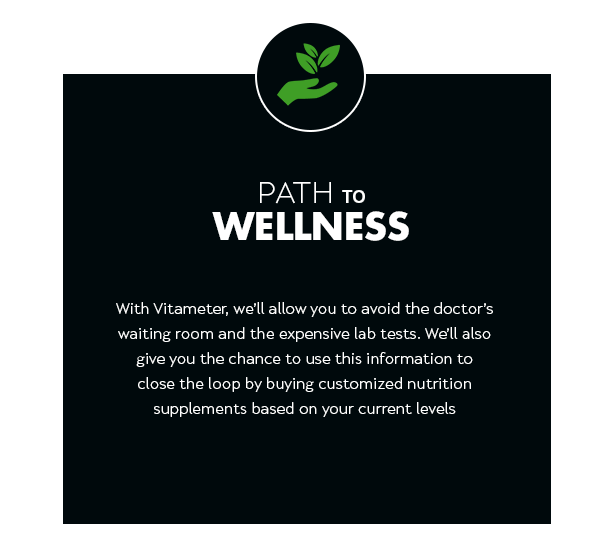 PATH TO
WELLNESS
With Vitameter, we'll allow you to avoid the doctor's
waiting room and the expensive lab tests. We'll also
give you the chance to use this information to
close the loop by buying customized nutrition
supplements based on your current levels